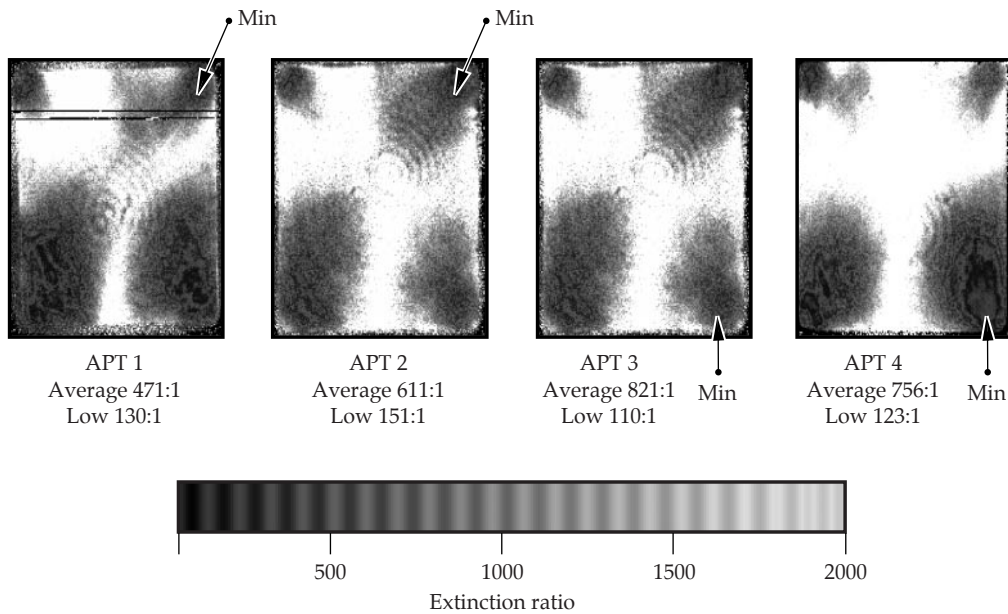 Min
Min
APT 1
Average 471:1
Low 130:1
APT 2
Average 611:1
Low 151:1
APT 3
Average 821:1
Low 110:1
Min
APT 4
Average 756:1
Low 123:1
Min
500
1000
1500
2000
Extinction ratio